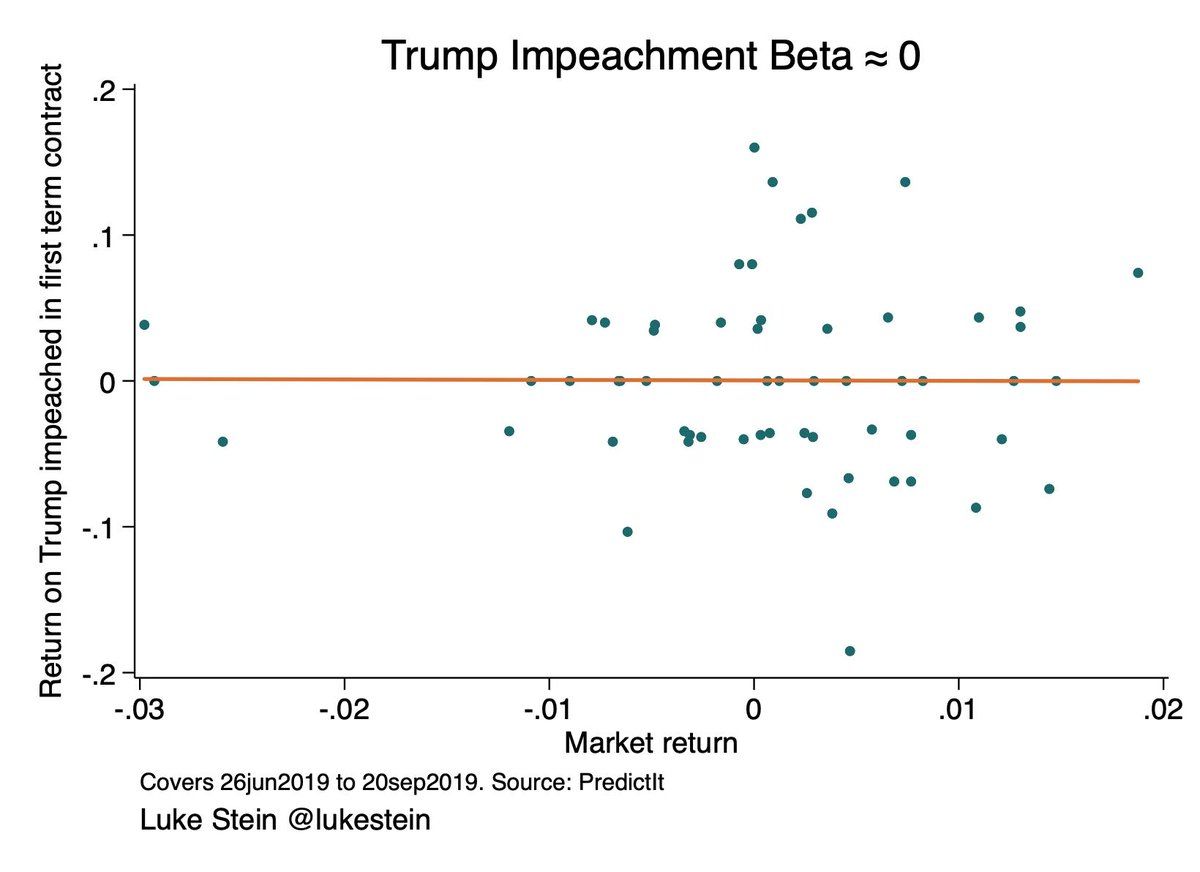 Trump Impeachment Beta ≈ 0
Return on Trump impeached in first term contract
.2
.1
0
-.1
-.2
-.03
-.02
-.01
0
.01
.02
Market return
Covers 26jun2019 to 20sep2019. Source: PredictIt
Luke Stein @lukestein